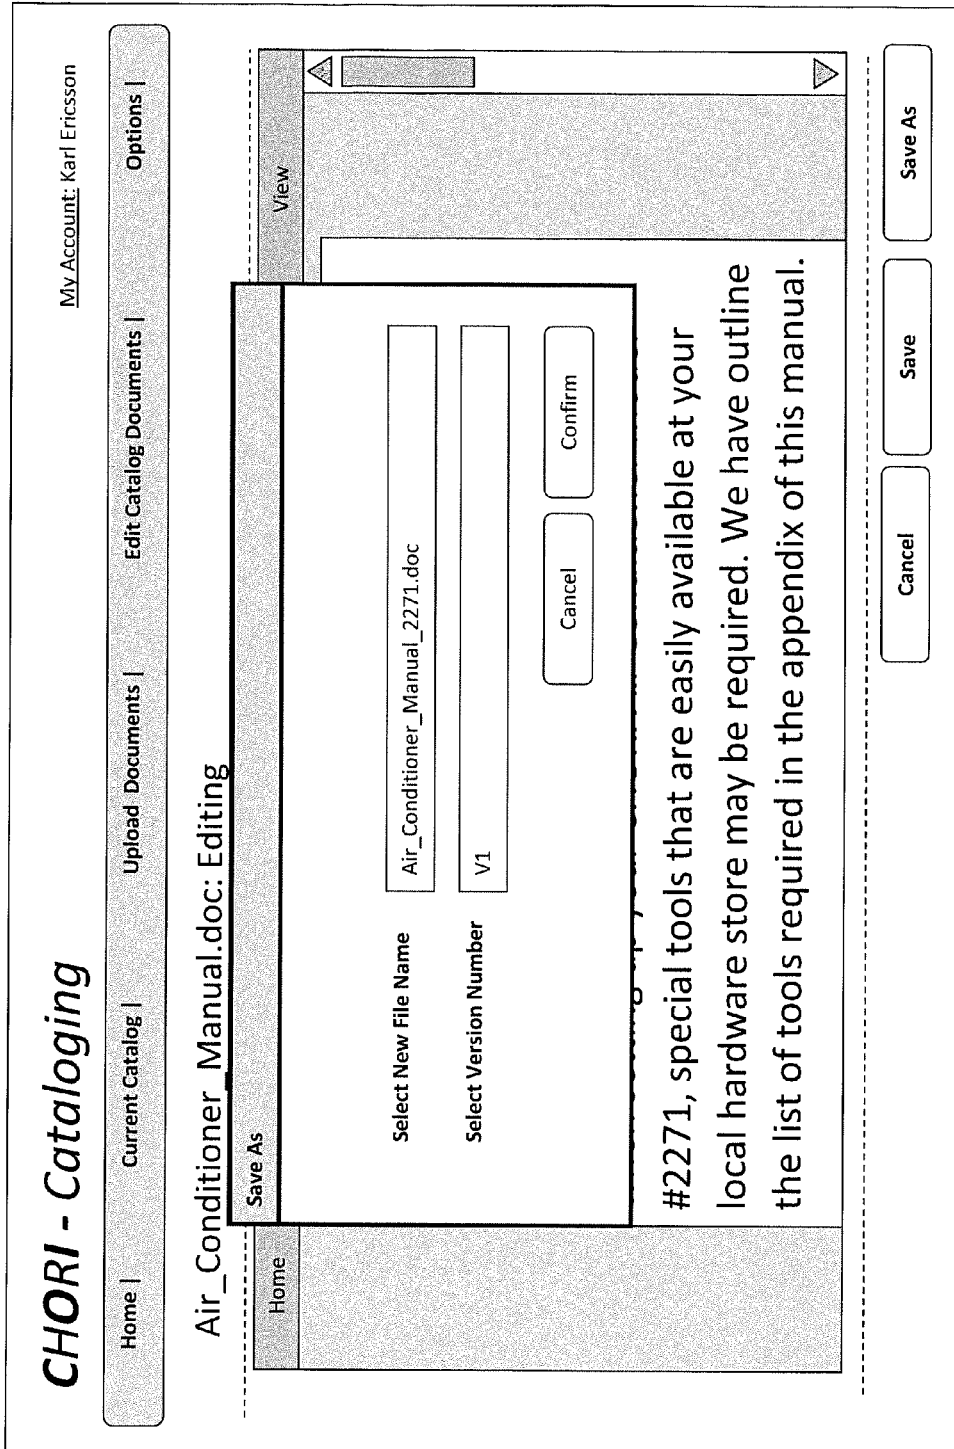 CHORI - Cataloging
My Account: Karl Ericsson
Home | Current Catalog | Upload Documents | Edit Catalog Documents | Options |
Air_Conditioner_Manual.doc: Editing
Home View
Save As
Select New File Name Air_Conditioner_Manual_2271.doc
Select Version Number V1
Cancel Confirm
#2271, special tools that are easily available at your
local hardware store may be required. We have outline
the list of tools required in the appendix of this manual.
Cancel Save Save As